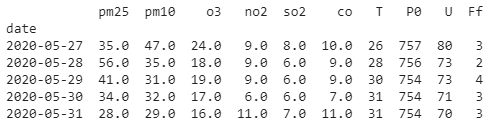 pm25 pm10 o3 no2 so2 co T P0 U Ff
date
2020-05-27 35.0 47.0 24.0 9.0 8.0 10.0 26 757 80 3
2020-05-28 56.0 35.0 18.0 9.0 6.0 9.0 28 756 73 2
2020-05-29 41.0 31.0 19.0 9.0 6.0 9.0 30 754 73 4
2020-05-30 34.0 32.0 17.0 6.0 6.0 7.0 31 754 71 3
2020-05-31 28.0 29.0 16.0 11.0 7.0 11.0 31 754 70 3